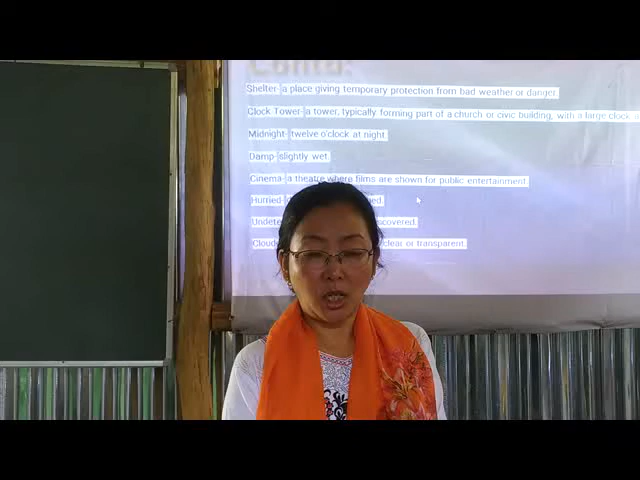 Contd:
Shelter- a place giving temporary protection from bad weather or danger.
Clock Tower- a tower, typically forming part of a church or civic building, with a large clock
Midnight- twelve o'clock at night.
Damp- slightly wet.
Cinema- a theatre where films are shown for public entertainment.
Hurried-
clear or transparent.